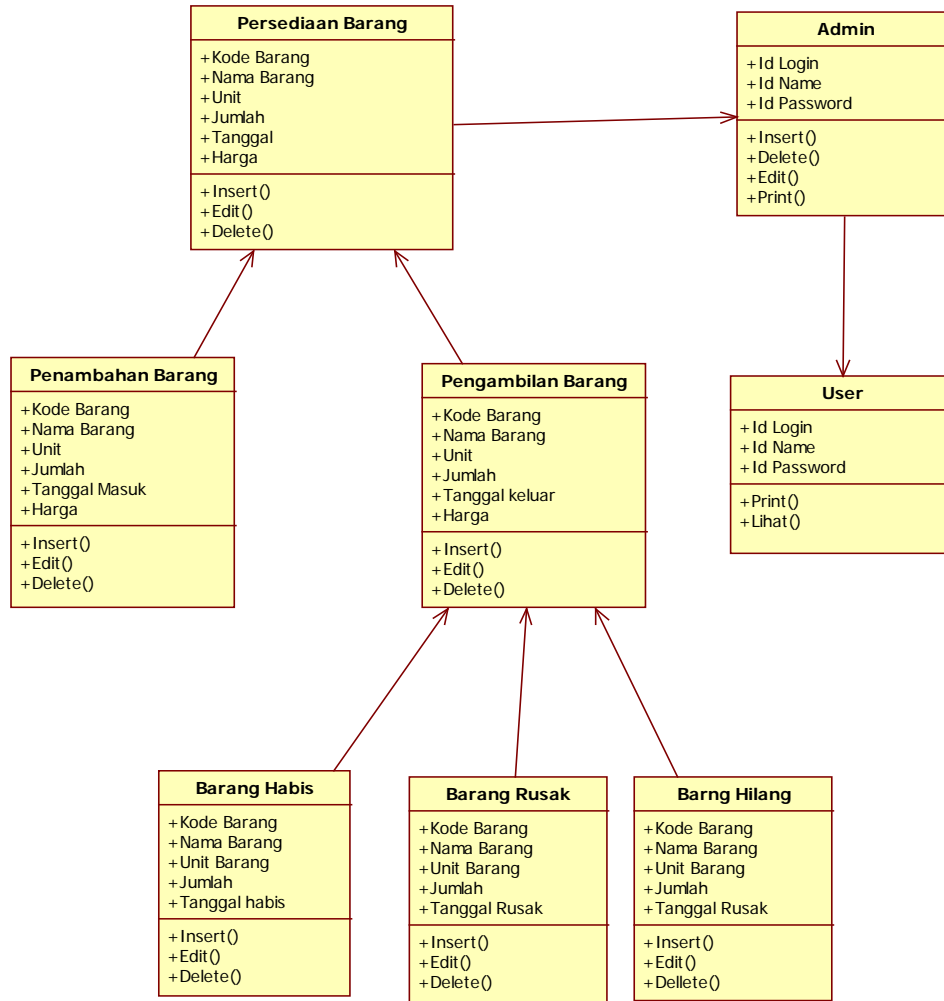 Persediaan Barang
+Kode Barang
+Nama Barang
+Unit
+Jumlah
+Tanggal
+Harga
+Insert()
+Edit()
+Delete()
Admin
+Id Login
+Id Name
+Id Password
+Insert()
+Delete()
+Edit()
+Print()
Penambahan Barang
+Kode Barang
+Nama Barang
+Unit
+Jumlah
+Tanggal Masuk
+Harga
+Insert()
+Edit()
+Delete()
Pengambilan Barang
+Kode Barang
+Nama Barang
+Unit
+Jumlah
+Tanggal keluar
+Harga
+Insert()
+Edit()
+Delete()
User
+Id Login
+Id Name
+Id Password
+Print()
+Lihat()
Barang Habis
+Kode Barang
+Nama Barang
+Unit Barang
+Jumlah
+Tanggal habis
+Insert()
+Edit()
+Delete()
Barang Rusak
+Kode Barang
+Nama Barang
+Unit Barang
+Jumlah
+Tanggal Rusak
+Insert()
+Edit()
+Delete()
Barng Hilang
+Kode Barang
+Nama Barang
+Unit Barang
+Jumlah
+Tanggal Rusak
+Insert()
+Edit()
+Dellete()